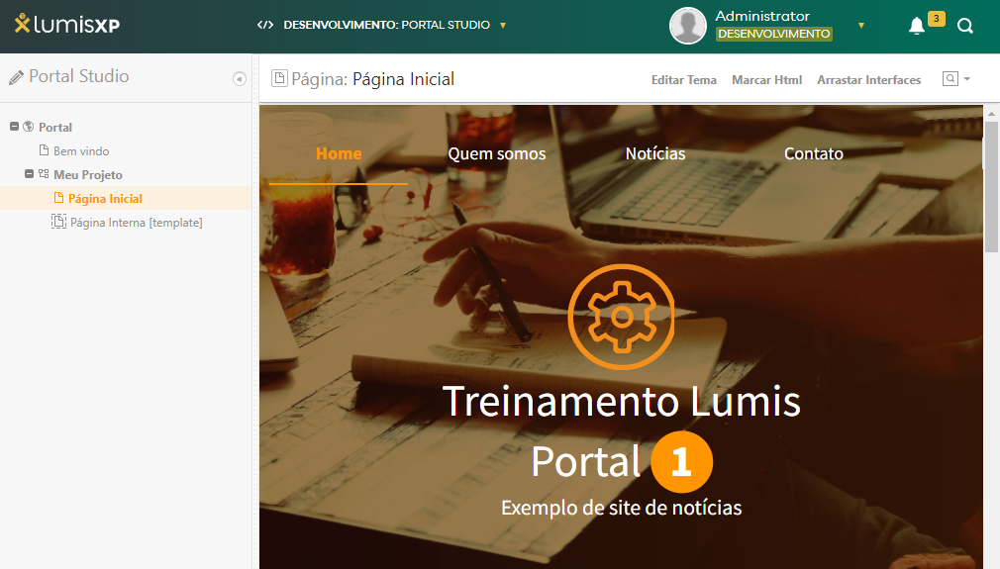 lumisxp
</> DESENVOLVIMENTO: PORTAL STUDIO
Administrator
DESENVOLVIMENTO
3
Portal Studio
Página: Página Inicial
Editar Tema Marcar Html Arrastar Interfaces
Portal
Bem vindo
Meu Projeto
Página Inicial
Página Interna [template]
Home Quem somos Notícias Contato
Treinamento Lumis
Portal 1
Exemplo de site de notícias